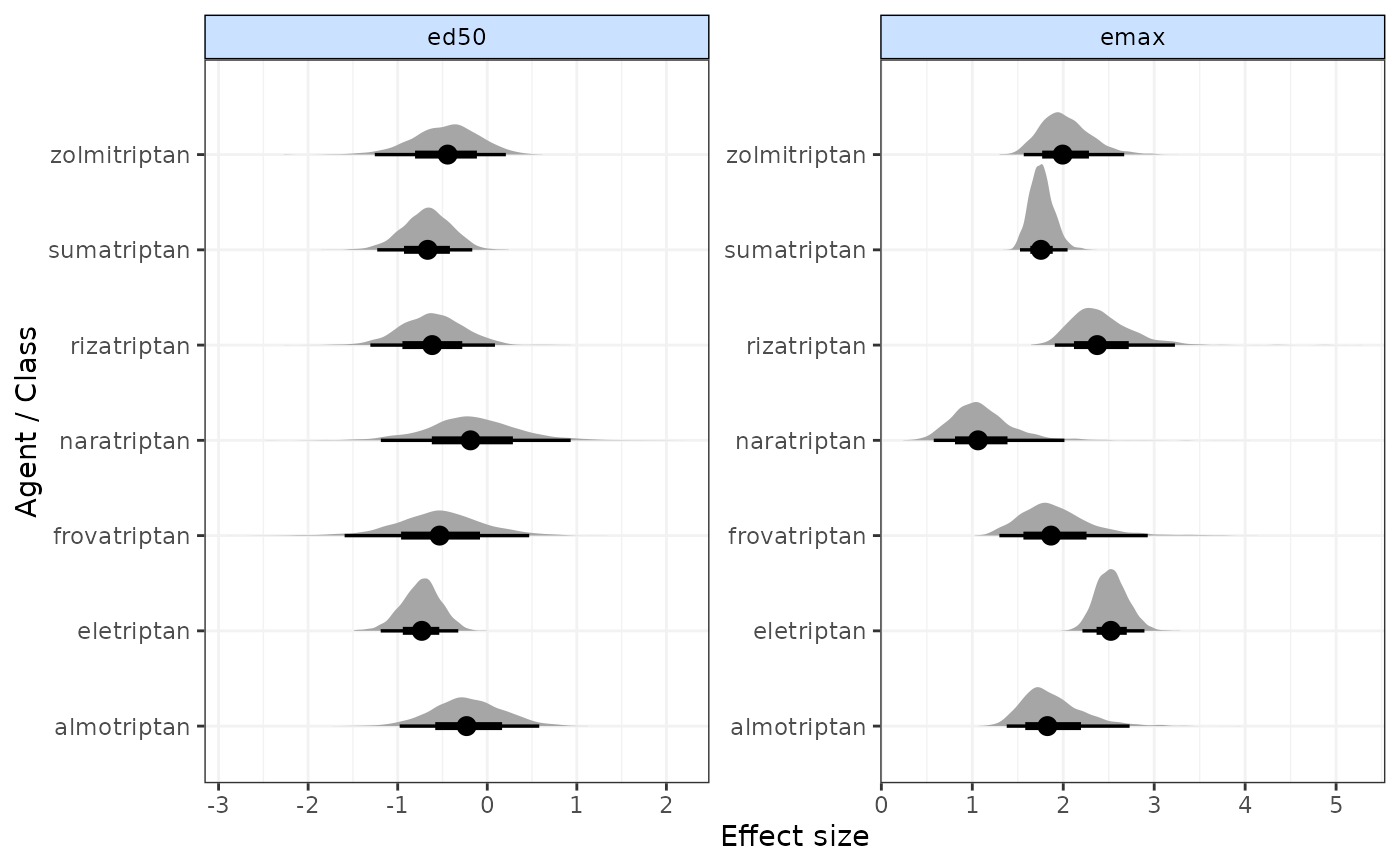 ed50
emax
Agent / Class
zolmitriptan
sumatriptan
rizatriptan
naratriptan
frovatriptan
eletriptan
almotriptan
zolmitriptan
sumatriptan
rizatriptan
naratriptan
frovatriptan
eletriptan
almotriptan
-3 -2 -1 0 1 2
0 1 2 3 4 5
Effect size